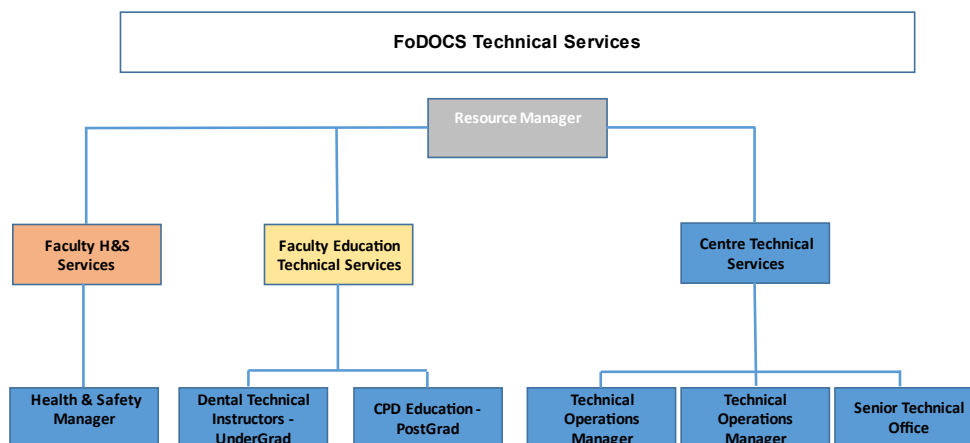 FoDOCS Technical Services
Resource Manager
Faculty H&S
Services
Faculty Education
Technical Services
Centre Technical
Services
Health & Safety
Manager
Dental Technical
Instructors -
UnderGrad
CPD Education -
PostGrad
Technical
Operations
Manager
Technical
Operations
Manager
Senior Technical
Office